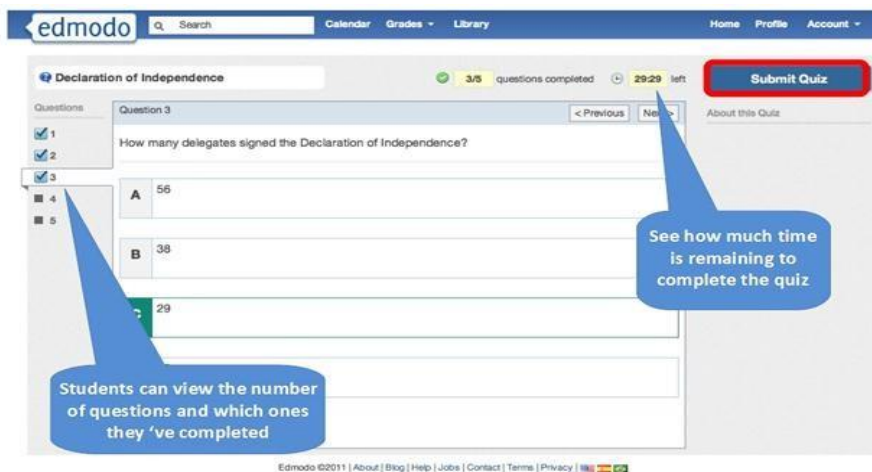 edmodo
Search
Calendar Grades Library
Home Profile Account
Declaration of Independence
3/5 questions completed 29:29 left
Submit Quiz
Questions
Question 3
< Previous
About this Quiz
1
2
3
4
5
How many delegates signed the Declaration of Independence?
A 56
B 38
29
See how much time
is remaining to
complete the quiz
Students can view the number
of questions and which ones
they ‘ve completed
Edmodo ©2011 | About | Blog | Help | Jobs | Contact | Terms | Privacy |